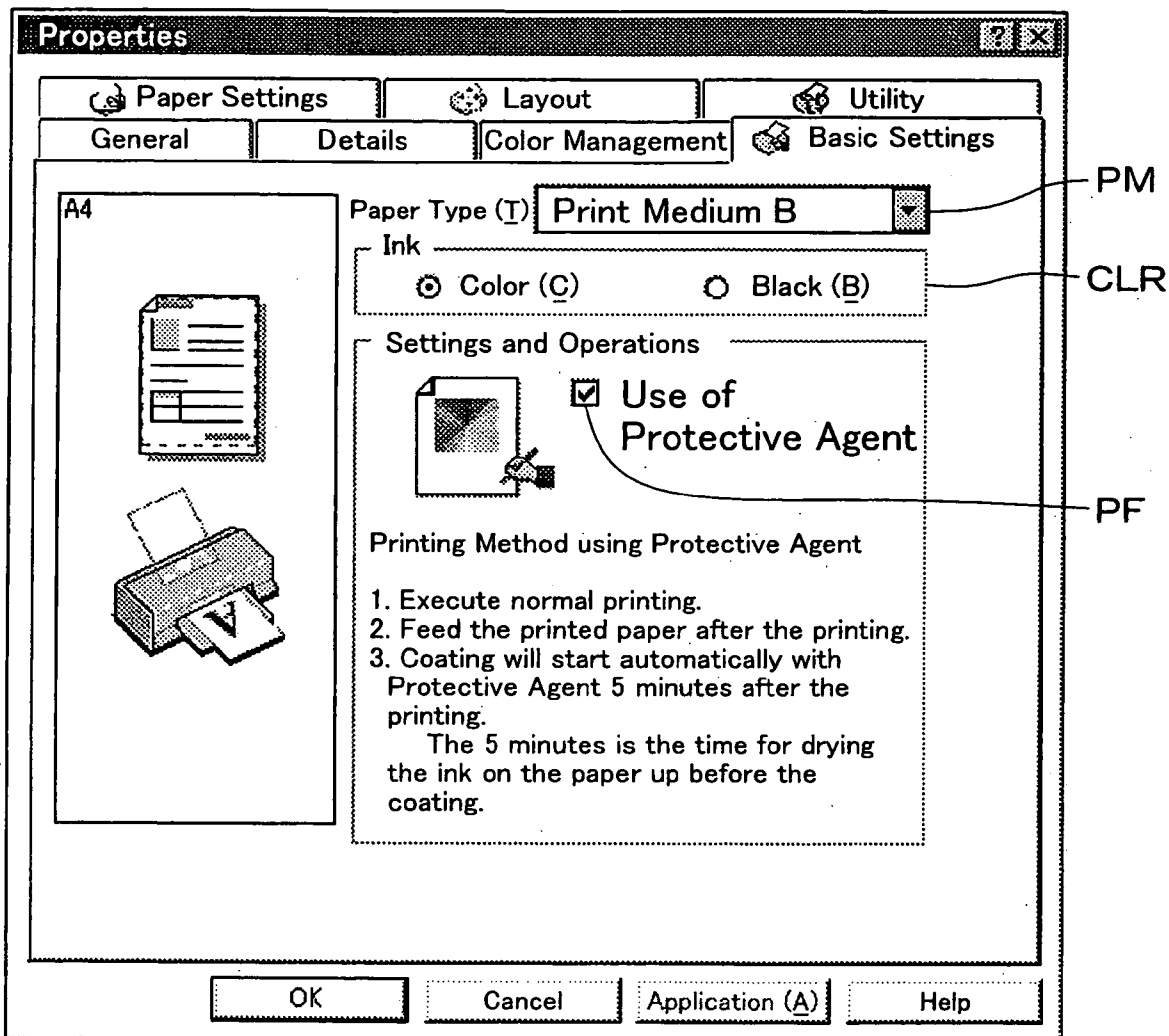 Properties
Paper Settings Layout Utility
General Details Color Management Basic Settings
PM
A4
Paper Type (T) Print Medium B
Ink
CLR
Color (C) Black (B)
Settings and Operations
Use of
Protective Agent
PF
Printing Method using Protective Agent
1. Execute normal printing.
2. Feed the printed paper after the printing.
3. Coating will start automatically with
Protective Agent 5 minutes after the
printing.
The 5 minutes is the time for drying
the ink on the paper up before the
coating.
OK Cancel Application (A) Help